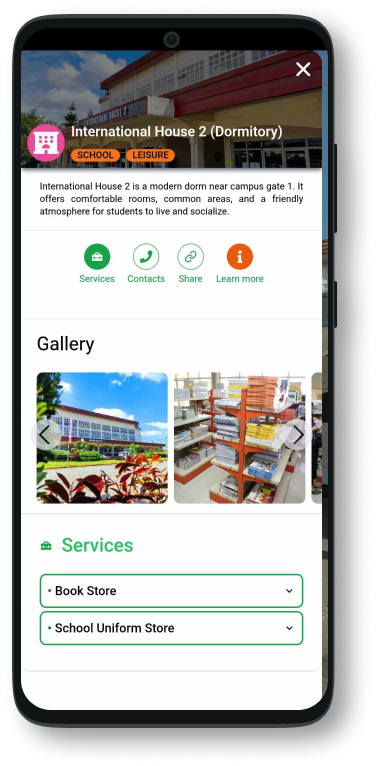 International House 2 (Dormitory)
SCHOOL LEISURE
International House 2 is a modern dorm near campus gate 1. It
offers comfortable rooms, common areas, and a friendly
atmosphere for students to live and socialize.
Services Contacts Share Learn more
Gallery
Services
• Book Store
• School Uniform Store